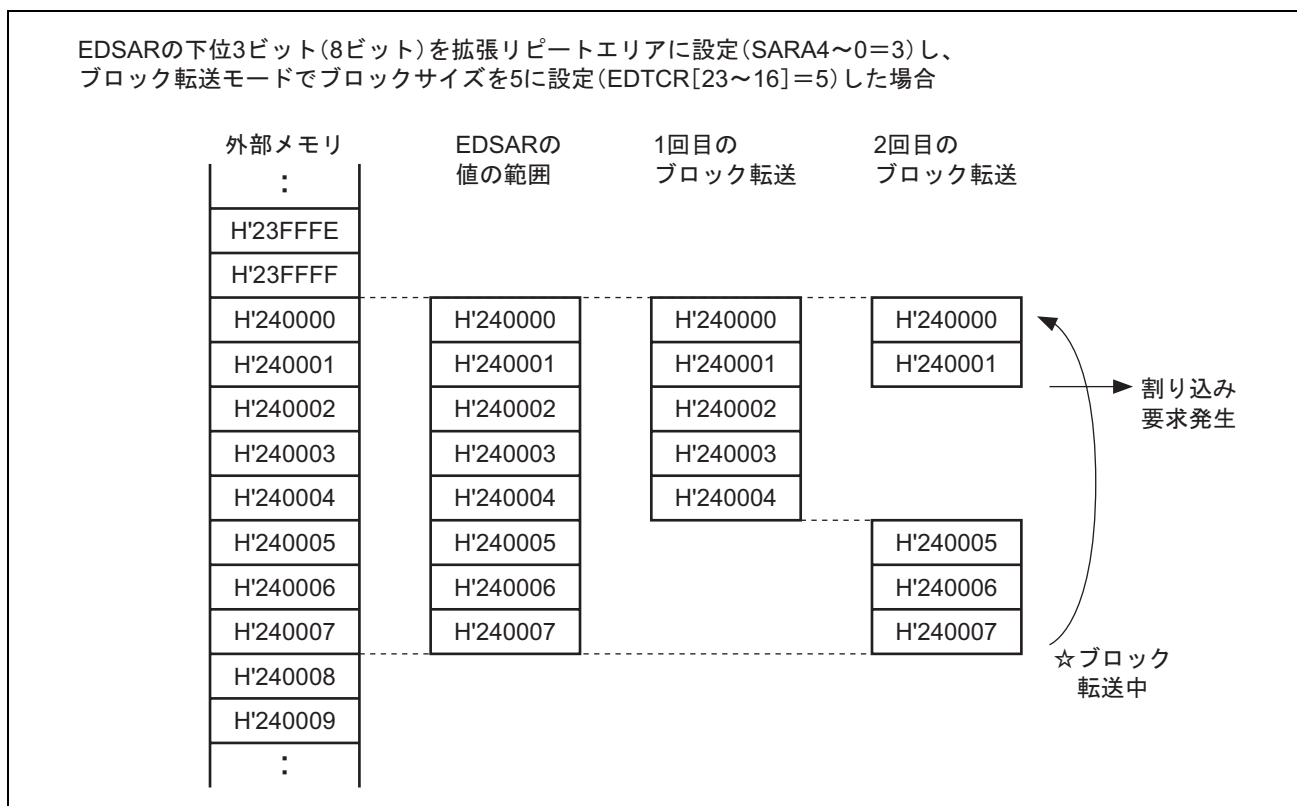 EDSARの下位3ビット(8ビット)を拡張リピートエリアに設定(SARA4～0=3)し、
ブロック転送モードでブロックサイズを5に設定(EDTCR[23～16]=5)した場合
外部メモリ
:
H'23FFFE
H'23FFFF
H'240000
H'240001
H'240002
H'240003
H'240004
H'240005
H'240006
H'240007
H'240008
H'240009
:
EDSARの
値の範囲
H'240000
H'240001
H'240002
H'240003
H'240004
H'240005
H'240006
H'240007
1回目の
ブロック転送
H'240000
H'240001
H'240002
H'240003
H'240004
2回目の
ブロック転送
H'240000
H'240001
H'240005
H'240006
H'240007
割り込み
要求発生
☆ブロック
転送中